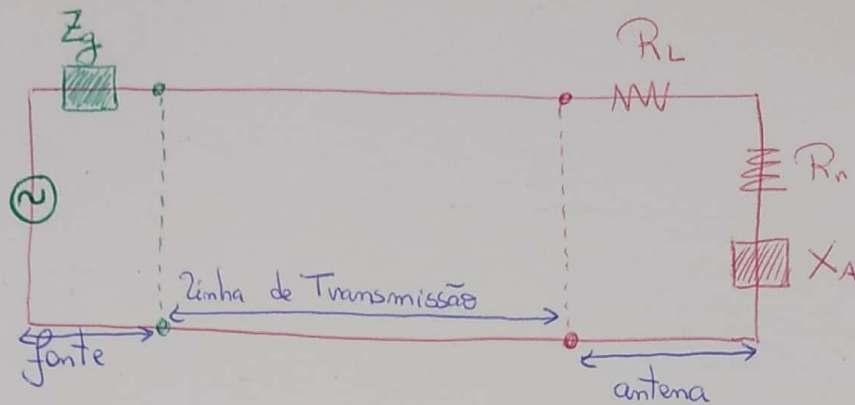 Zg
RL
Rr
XA
Linha de Transmissão
fonte
antena